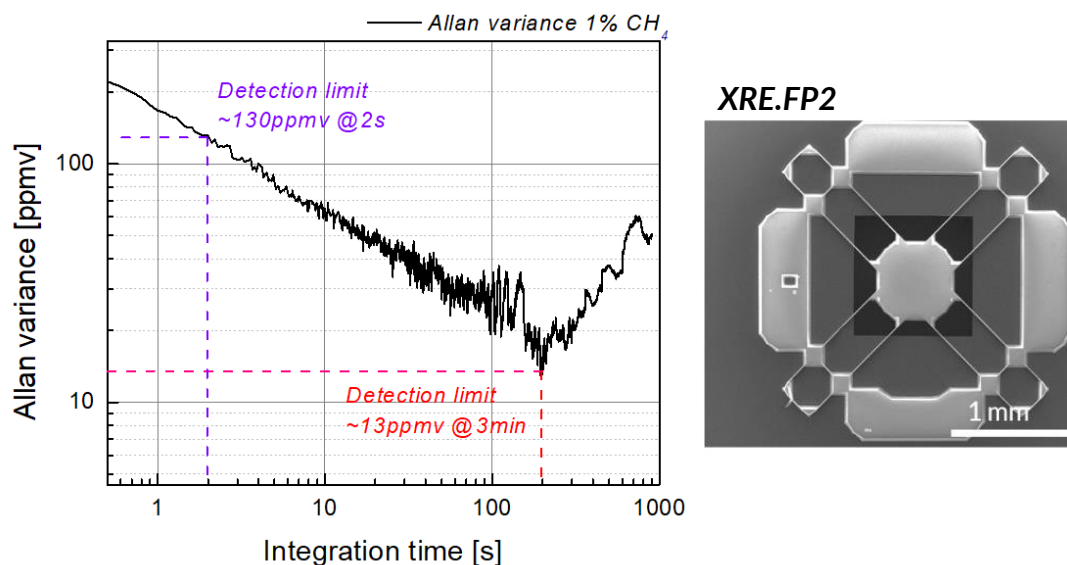 Allan variance 1% CH4
Detection limit
~130ppmv @2s
100
10
Allan variance [ppmv]
Detection limit
~13ppmv @3min
1 10 100 1000
Integration time [s]
XRE.FP2
1 mm